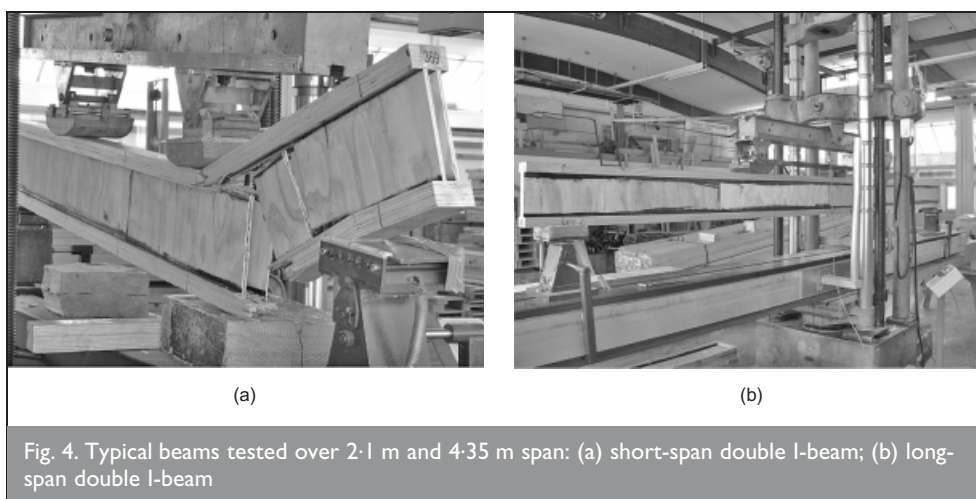 369
(a)
(b)
Fig. 4. Typical beams tested over 2·1 m and 4·35 m span: (a) short-span double I-beam; (b) long-
span double I-beam